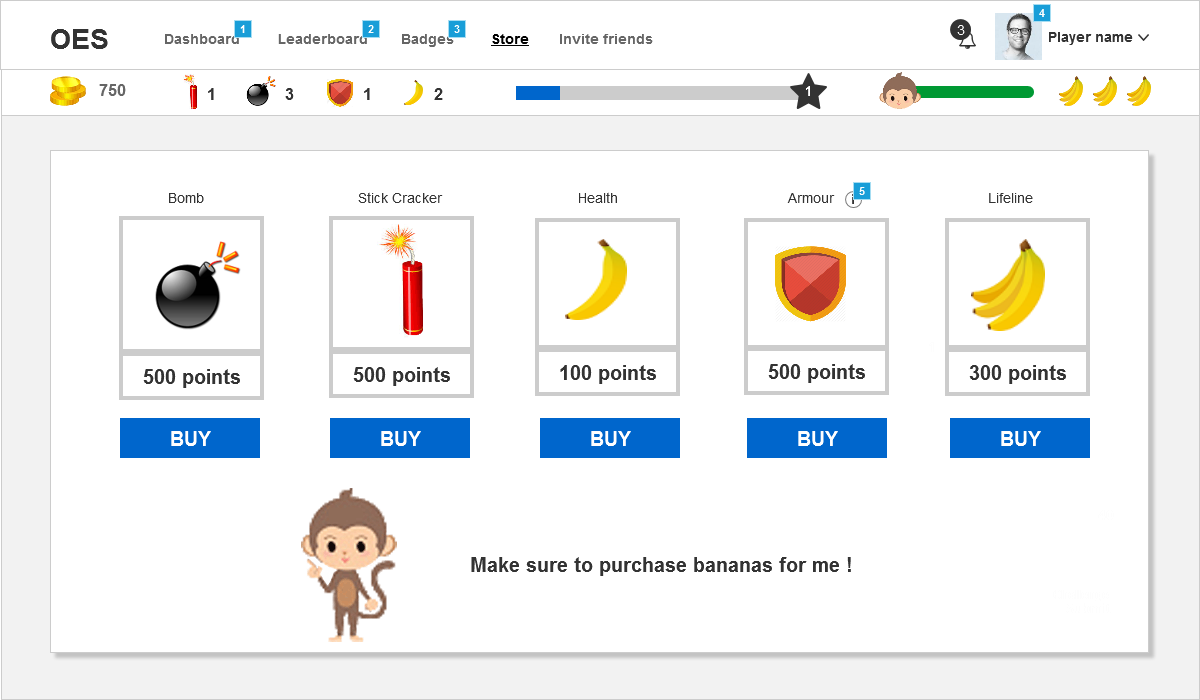 OES Dashboard 1 Leaderboard 2 Badges 3 Store Invite friends 3 4 Player name
750 1 3 1 2 1
Bomb Stick Cracker Health Armour i 5 Lifeline
500 points 500 points 100 points 500 points 300 points
BUY BUY BUY BUY BUY
Make sure to purchase bananas for me !